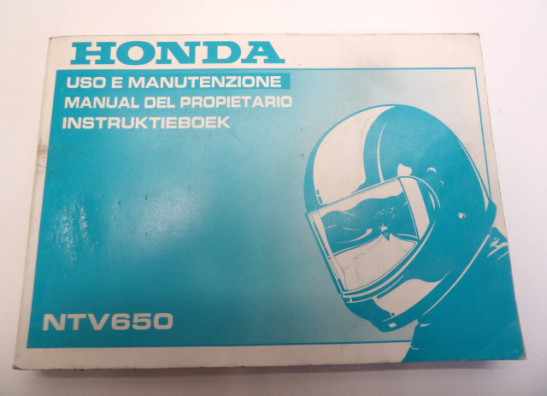 HONDA
USO E MANUTENZIONE
MANUAL DEL PROPIETARIO
INSTRUKTIEBOEK
NTV650